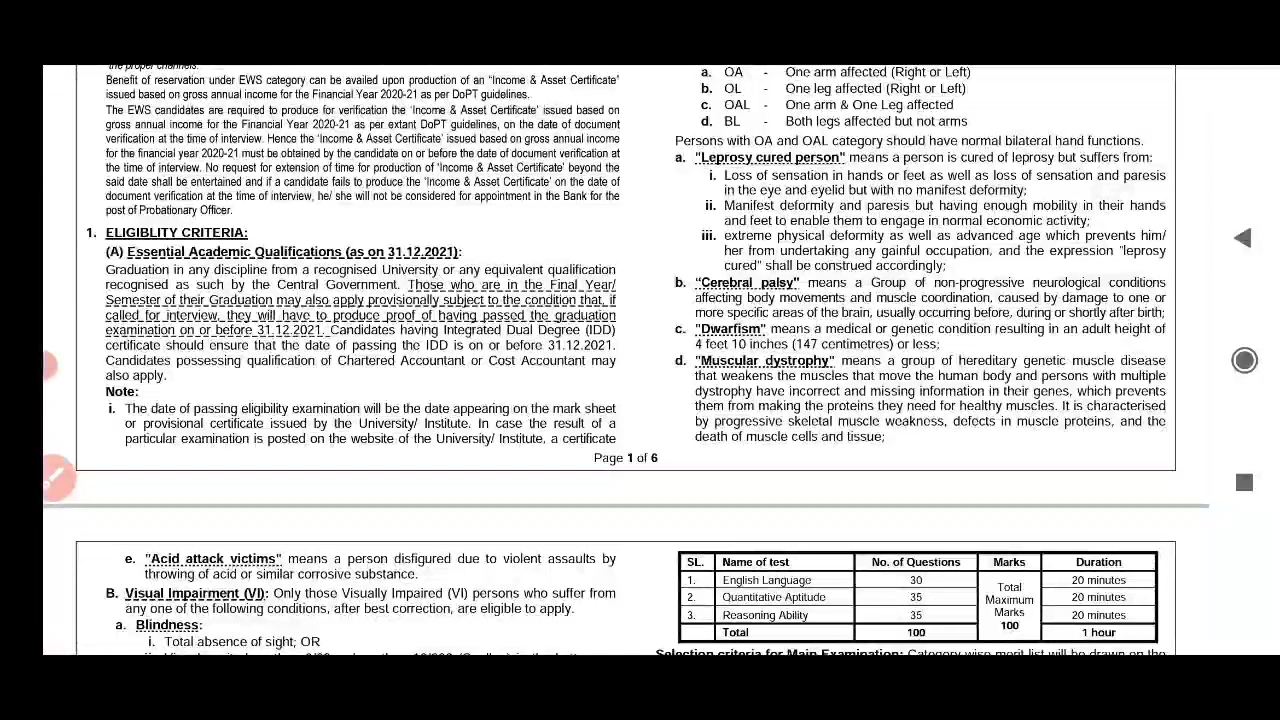 the proper channels.
Benefit of reservation under EWS category can be availed upon production of an “Income & Asset Certificate’
issued based on gross annual income for the Financial Year 2020-21 as per DoPT guidelines.
The EWS candidates are required to produce for verification the ‘Income & Asset Certificate’ issued based on
gross annual income for the Financial Year 2020-21 as per extant DoPT guidelines, on the date of document
verification at the time of interview. Hence the ‘Income & Asset Certificate’ issued based on gross annual income
for the financial year 2020-21 must be obtained by the candidate on or before the date of document verification at
the time of interview. No request for extension of time for production of ‘Income & Asset Certificate’ beyond the
said date shall be entertained and if a candidate fails to produce the ‘Income & Asset Certificate’ on the date of
document verification at the time of interview, he/ she will not be considered for appointment in the Bank for the
post of Probationary Officer.
1. ELIGIBLITY CRITERIA:
(A) Essential Academic Qualifications (as on 31.12.2021):
Graduation in any discipline from a recognised University or any equivalent qualification
recognised as such by the Central Government. Those who are in the Final Year/
Semester of their Graduation may also apply provisionally subject to the condition that, if
called for interview, they will have to produce proof of having passed the graduation
examination on or before 31.12.2021. Candidates having Integrated Dual Degree (IDD)
certificate should ensure that the date of passing the IDD is on or before 31.12.2021.
Candidates possessing qualification of Chartered Accountant or Cost Accountant may
also apply.
Note:
i. The date of passing eligibility examination will be the date appearing on the mark sheet
or provisional certificate issued by the University/ Institute. In case the result of a
particular examination is posted on the website of the University/ Institute, a certificate
a. OA - One arm affected (Right or Left)
b. OL - One leg affected (Right or Left)
c. OAL - One arm & One Leg affected
d. BL - Both legs affected but not arms
Persons with OA and OAL category should have normal bilateral hand functions.
a. "Leprosy cured person" means a person is cured of leprosy but suffers from:
i. Loss of sensation in hands or feet as well as loss of sensation and paresis
in the eye and eyelid but with no manifest deformity;
ii. Manifest deformity and paresis but having enough mobility in their hands
and feet to enable them to engage in normal economic activity;
iii. extreme physical deformity as well as advanced age which prevents him/
her from undertaking any gainful occupation, and the expression "leprosy
cured" shall be construed accordingly;
b. "Cerebral palsy" means a Group of non-progressive neurological conditions
affecting body movements and muscle coordination, caused by damage to one or
more specific areas of the brain, usually occurring before, during or shortly after birth;
c. "Dwarfism" means a medical or genetic condition resulting in an adult height of
4 feet 10 inches (147 centimetres) or less;
d. "Muscular dystrophy" means a group of hereditary genetic muscle disease
that weakens the muscles that move the human body and persons with multiple
dystrophy have incorrect and missing information in their genes, which prevents
them from making the proteins they need for healthy muscles. It is characterised
by progressive skeletal muscle weakness, defects in muscle proteins, and the
death of muscle cells and tissue;
Page 1 of 6
e. "Acid attack victims" means a person disfigured due to violent assaults by
throwing of acid or similar corrosive substance.
B. Visual Impairment (VI): Only those Visually Impaired (VI) persons who suffer from
any one of the following conditions, after best correction, are eligible to apply.
a. Blindness:
i. Total absence of sight; OR
SL. Name of test No. of Questions Marks Duration
1. English Language 30 20 minutes
2. Quantitative Aptitude 35 20 minutes
3. Reasoning Ability 35 20 minutes
Total Maximum Marks 100
Total 100 1 hour
Selection criteria for Main Examination: Category wise merit list will be drawn on the